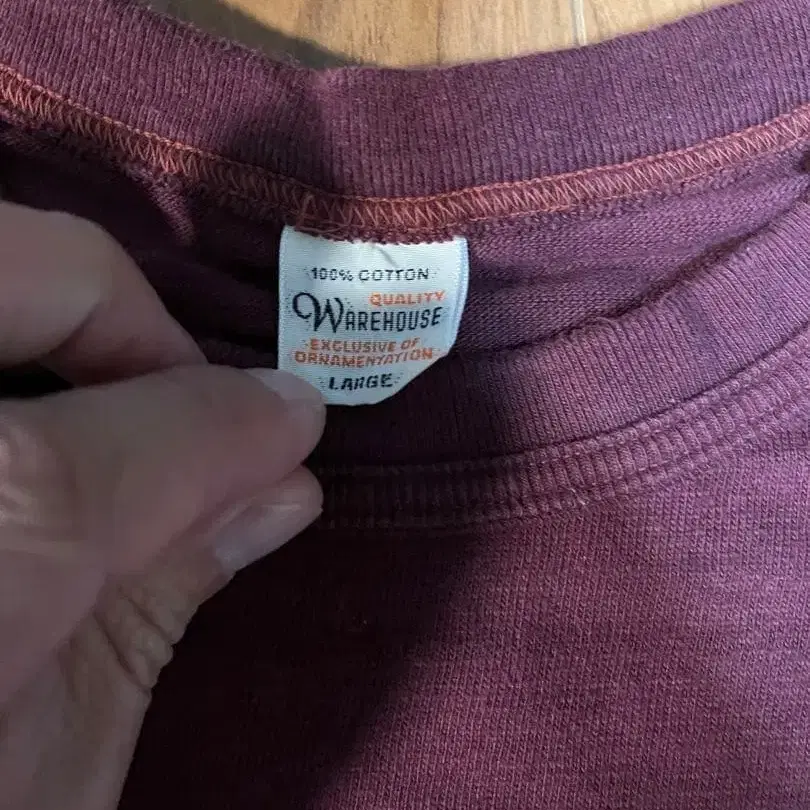 100% COTTON
QUALITY
WAREHOUSE
EXCLUSIVE OF
ORNAMENTATION
LARGE